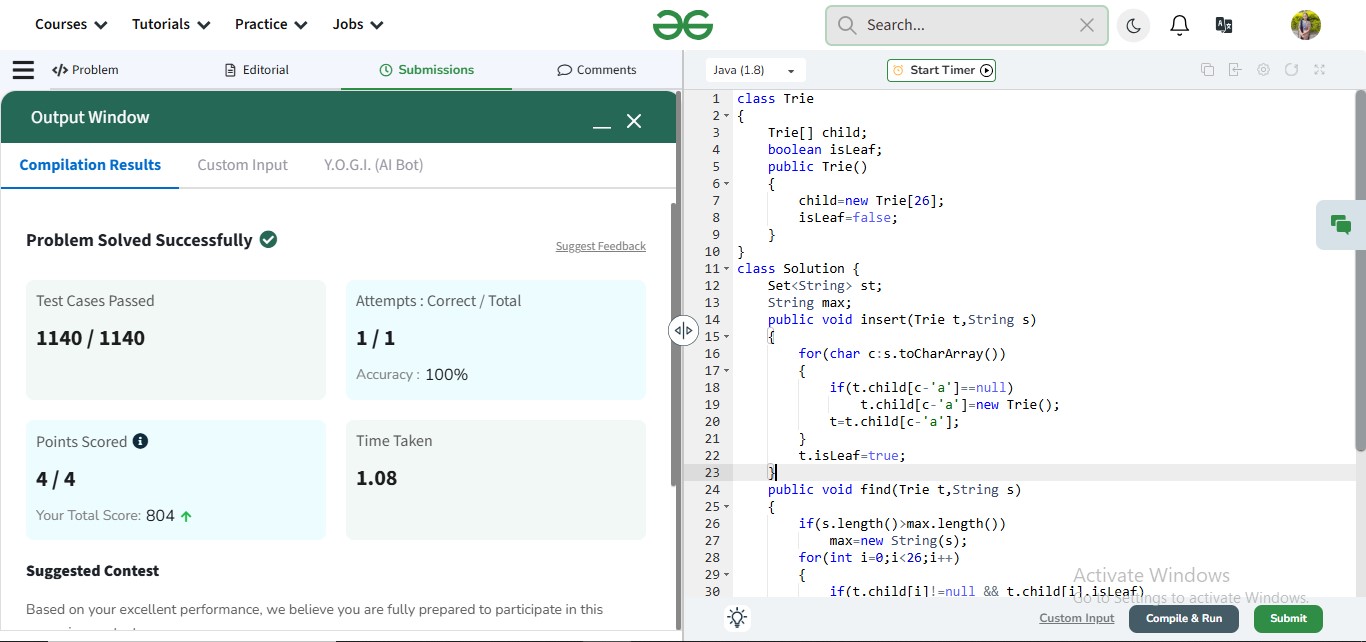 Courses Tutorials Practice Jobs Search...
</> Problem Editorial Submissions Comments
Output Window
Compilation Results Custom Input Y.O.G.I. (AI Bot)
Problem Solved Successfully
Suggest Feedback
Test Cases Passed
1140 / 1140
Attempts : Correct / Total
1 / 1
Accuracy : 100%
Points Scored
4 / 4
Your Total Score: 804
Time Taken
1.08
Suggested Contest
Based on your excellent performance, we believe you are fully prepared to participate in this
Java (1.8) Start Timer
1 class Trie
2 {
3 Trie[] child;
4 boolean isLeaf;
5 public Trie()
6 {
7 child=new Trie[26];
8 isLeaf=false;
9 }
10 }
11 class Solution {
12 Set<String> st;
13 String max;
14 public void insert(Trie t,String s)
15 {
16 for(char c:s.toCharArray())
17 {
18 if(t.child[c-'a']==null)
19 t.child[c-'a']=new Trie();
20 t=t.child[c-'a'];
21 }
22 t.isLeaf=true;
23 }
24 public void find(Trie t,String s)
25 {
26 if(s.length()>max.length())
27 max=new String(s);
28 for(int i=0;i<26;i++)
29 {
30 if(t.child[i]!=null && t.child[i].isLeaf)
Activate Windows
Go to Settings to activate Windows.
Custom Input Compile & Run Submit